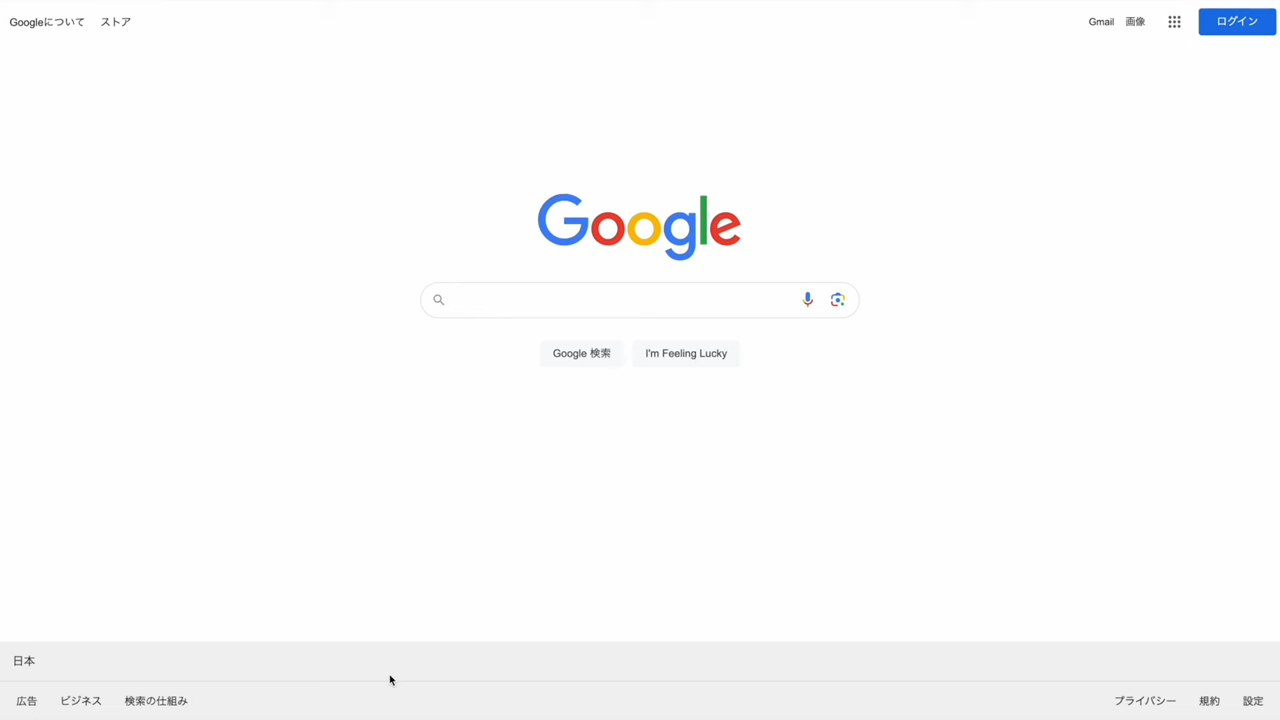 Googleについて ストア Gmail 画像 ログイン
Google
Google 検索 I'm Feeling Lucky
日本
広告 ビジネス 検索の仕組み プライバシー 規約 設定